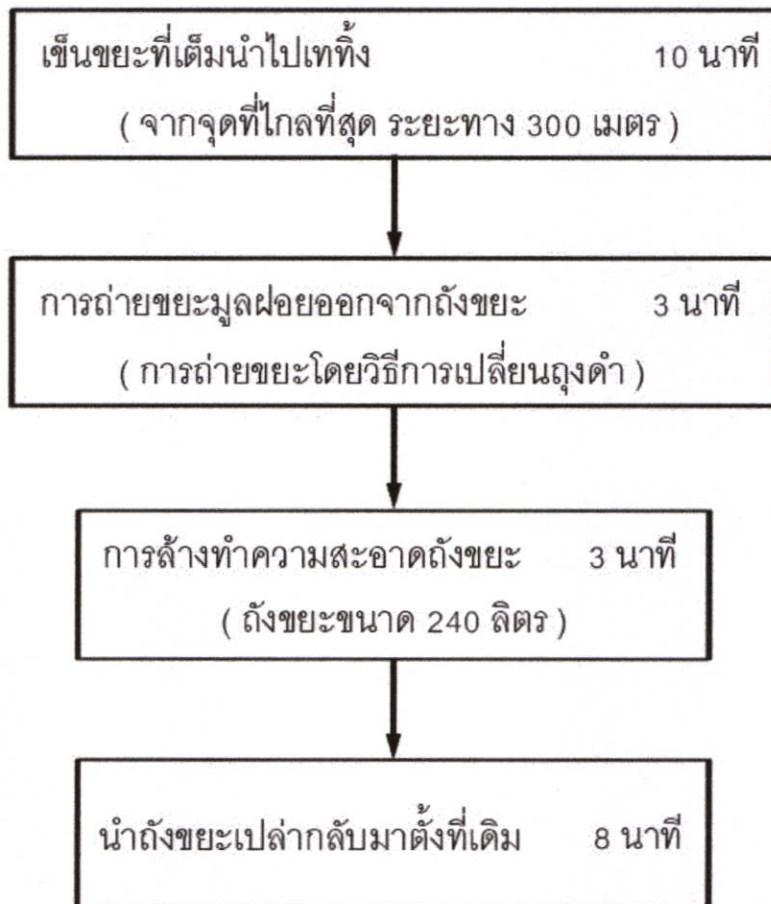 เข็นขยะที่เต็มนำไปเททิ้ง 10 นาที
( จากจุดที่ไกลที่สุด ระยะทาง 300 เมตร )
การถ่ายขยะมูลฝอยออกจากถังขยะ 3 นาที
( การถ่ายขยะโดยวิธีการเปลี่ยนถุงดำ )
การล้างทำความสะอาดถังขยะ 3 นาที
( ถังขยะขนาด 240 ลิตร )
นำถังขยะเปล่ากลับมาตั้งที่เดิม 8 นาที